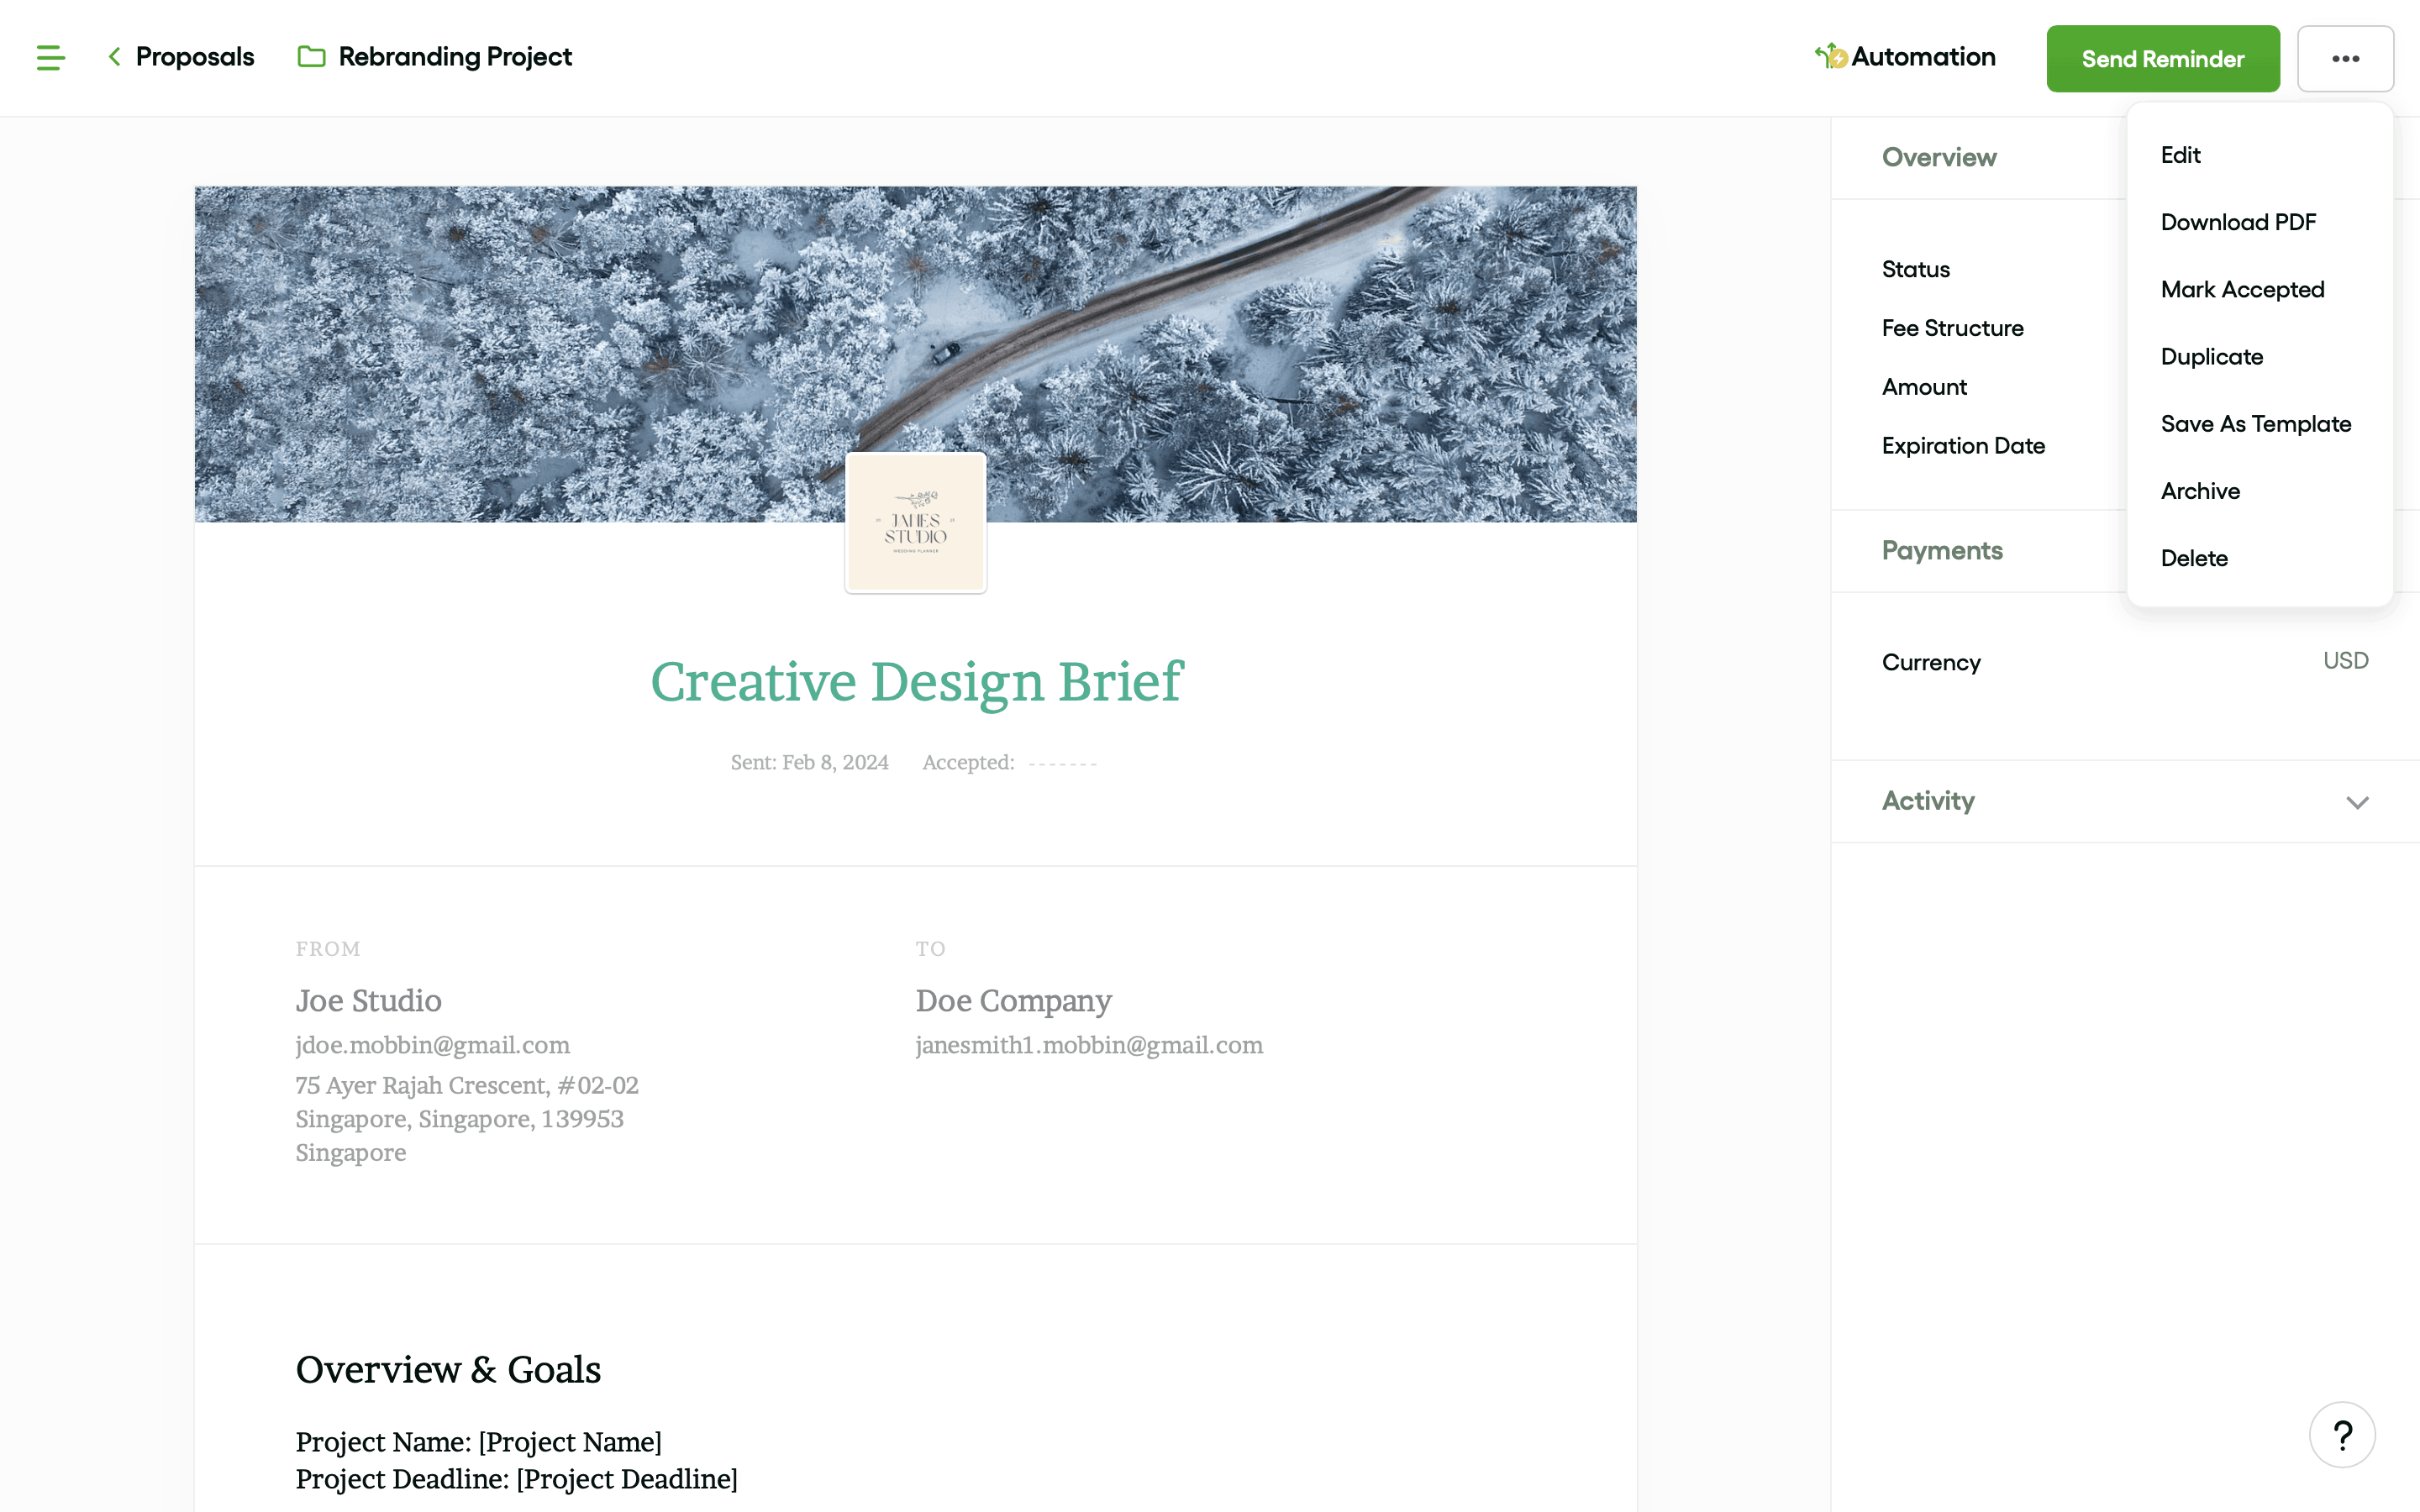 Proposals
Rebranding Project
Automation
Send Reminder
Edit
Download PDF
Mark Accepted
Duplicate
Save As Template
Archive
Delete
Overview
Status
Fee Structure
Amount
Expiration Date
Payments
Currency
USD
Activity
JANES
STUDIO
WEDDING PLANNER
Creative Design Brief
Sent: Feb 8, 2024 Accepted: -------
FROM
Joe Studio
jdoe.mobbin@gmail.com
75 Ayer Rajah Crescent, #02-02
Singapore, Singapore, 139953
Singapore
TO
Doe Company
janesmith1.mobbin@gmail.com
Overview & Goals
Project Name: [Project Name]
Project Deadline: [Project Deadline]
?